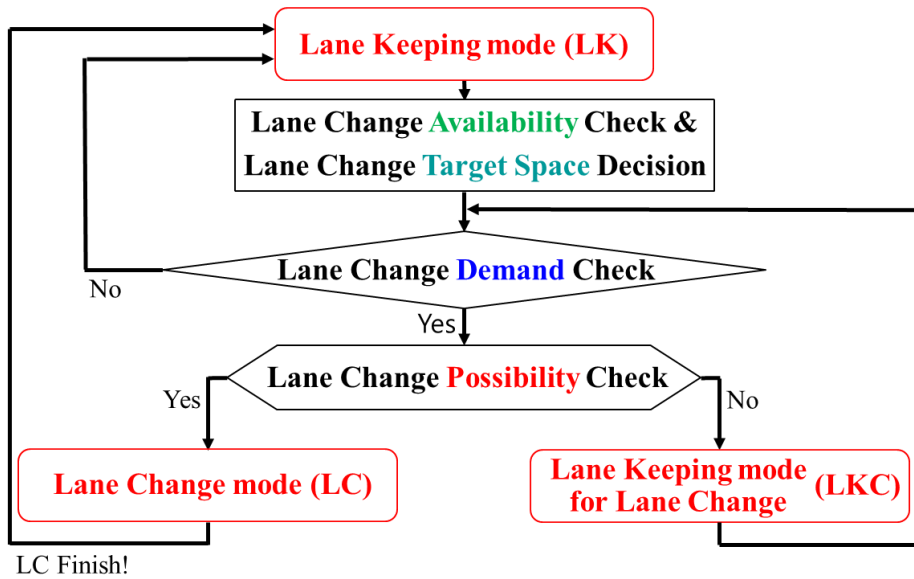 Lane Keeping mode (LK)
Lane Change Availability Check &
Lane Change Target Space Decision
Lane Change Demand Check
No
Yes
Lane Change Possibility Check
Yes
No
Lane Change mode (LC)
Lane Keeping mode
for Lane Change
(LKC)
LC Finish!